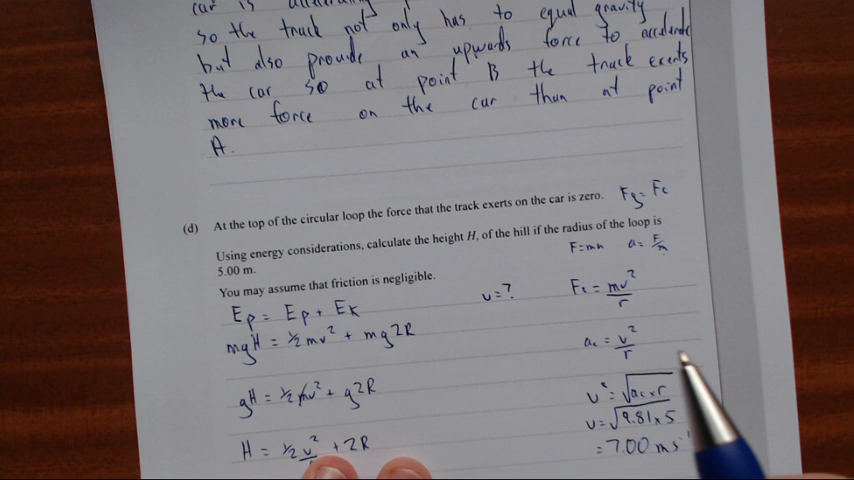 car is
so the track not only has to equal gravity
but also provide an upwards force to accelerate
the car so at point B the track exerts
more force on the car than at point
A.
(d) At the top of the circular loop the force that the track exerts on the car is zero. Fg = Fc
Using energy considerations, calculate the height H, of the hill if the radius of the loop is
5.00 m.
F=ma a = F/m
You may assume that friction is negligible.
Ep = Ep + Ek
v=?
Fc = mv²/r
mgH = ½mv² + mg2R
ac = v²/r
gH = ½mv² + g2R
v² = √ac×r
v = √9.81×5
H = ½v² + 2R
= 7.00 ms⁻¹